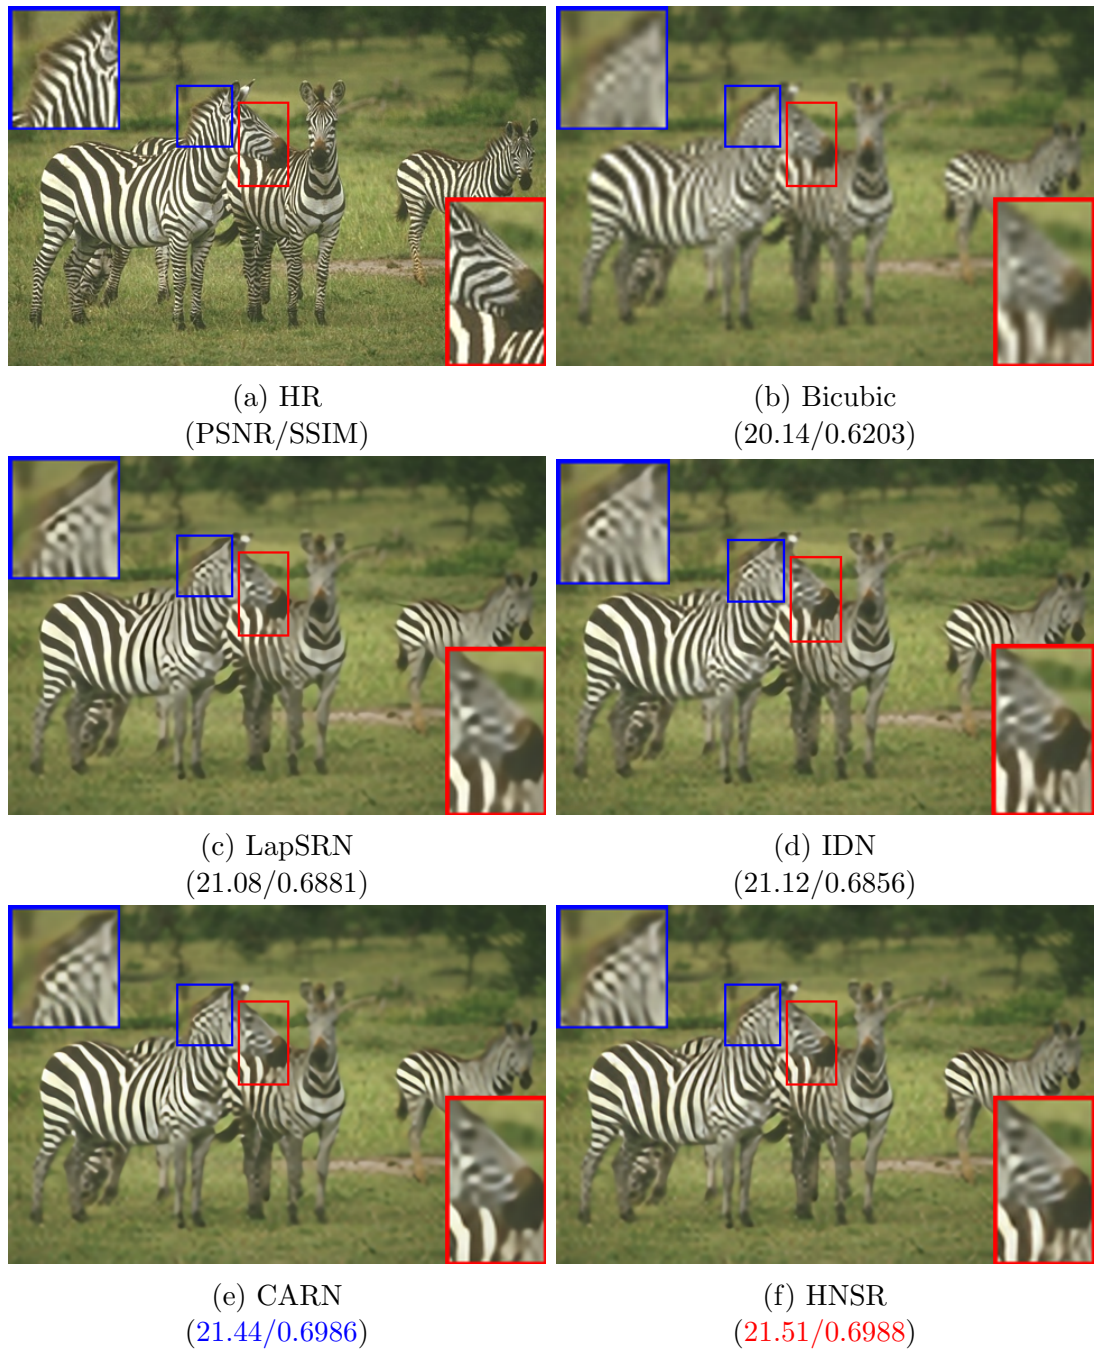 (a) HR
(PSNR/SSIM)
(b) Bicubic
(20.14/0.6203)
(c) LapSRN
(21.08/0.6881)
(d) IDN
(21.12/0.6856)
(e) CARN
(21.44/0.6986)
(f) HNSR
(21.51/0.6988)